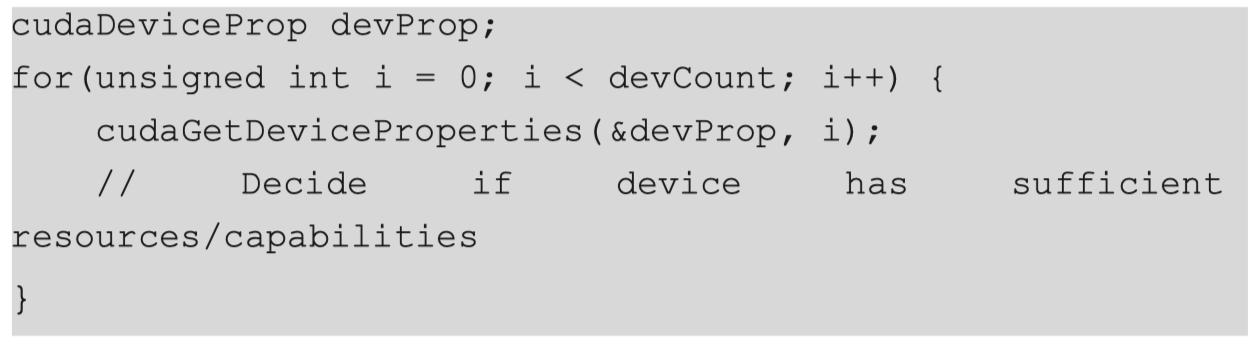 cudaDeviceProp devProp;
for(unsigned int i = 0; i < devCount; i++) {
    cudaGetDeviceProperties(&devProp, i);
    // Decide if device has sufficient
resources/capabilities
}